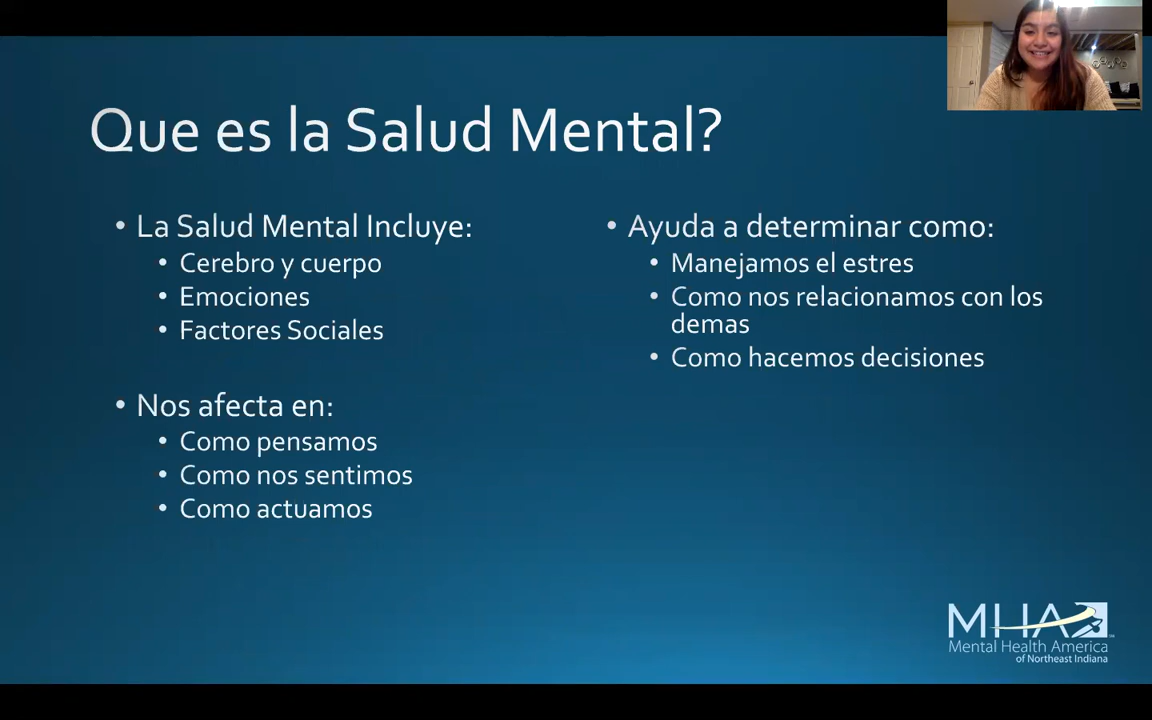 Que es la Salud Mental?
• La Salud Mental Incluye:
• Cerebro y cuerpo
• Emociones
• Factores Sociales
• Nos afecta en:
• Como pensamos
• Como nos sentimos
• Como actuamos
• Ayuda a determinar como:
• Manejamos el estres
• Como nos relacionamos con los
demas
• Como hacemos decisiones
MHA
Mental Health America
of Northeast Indiana